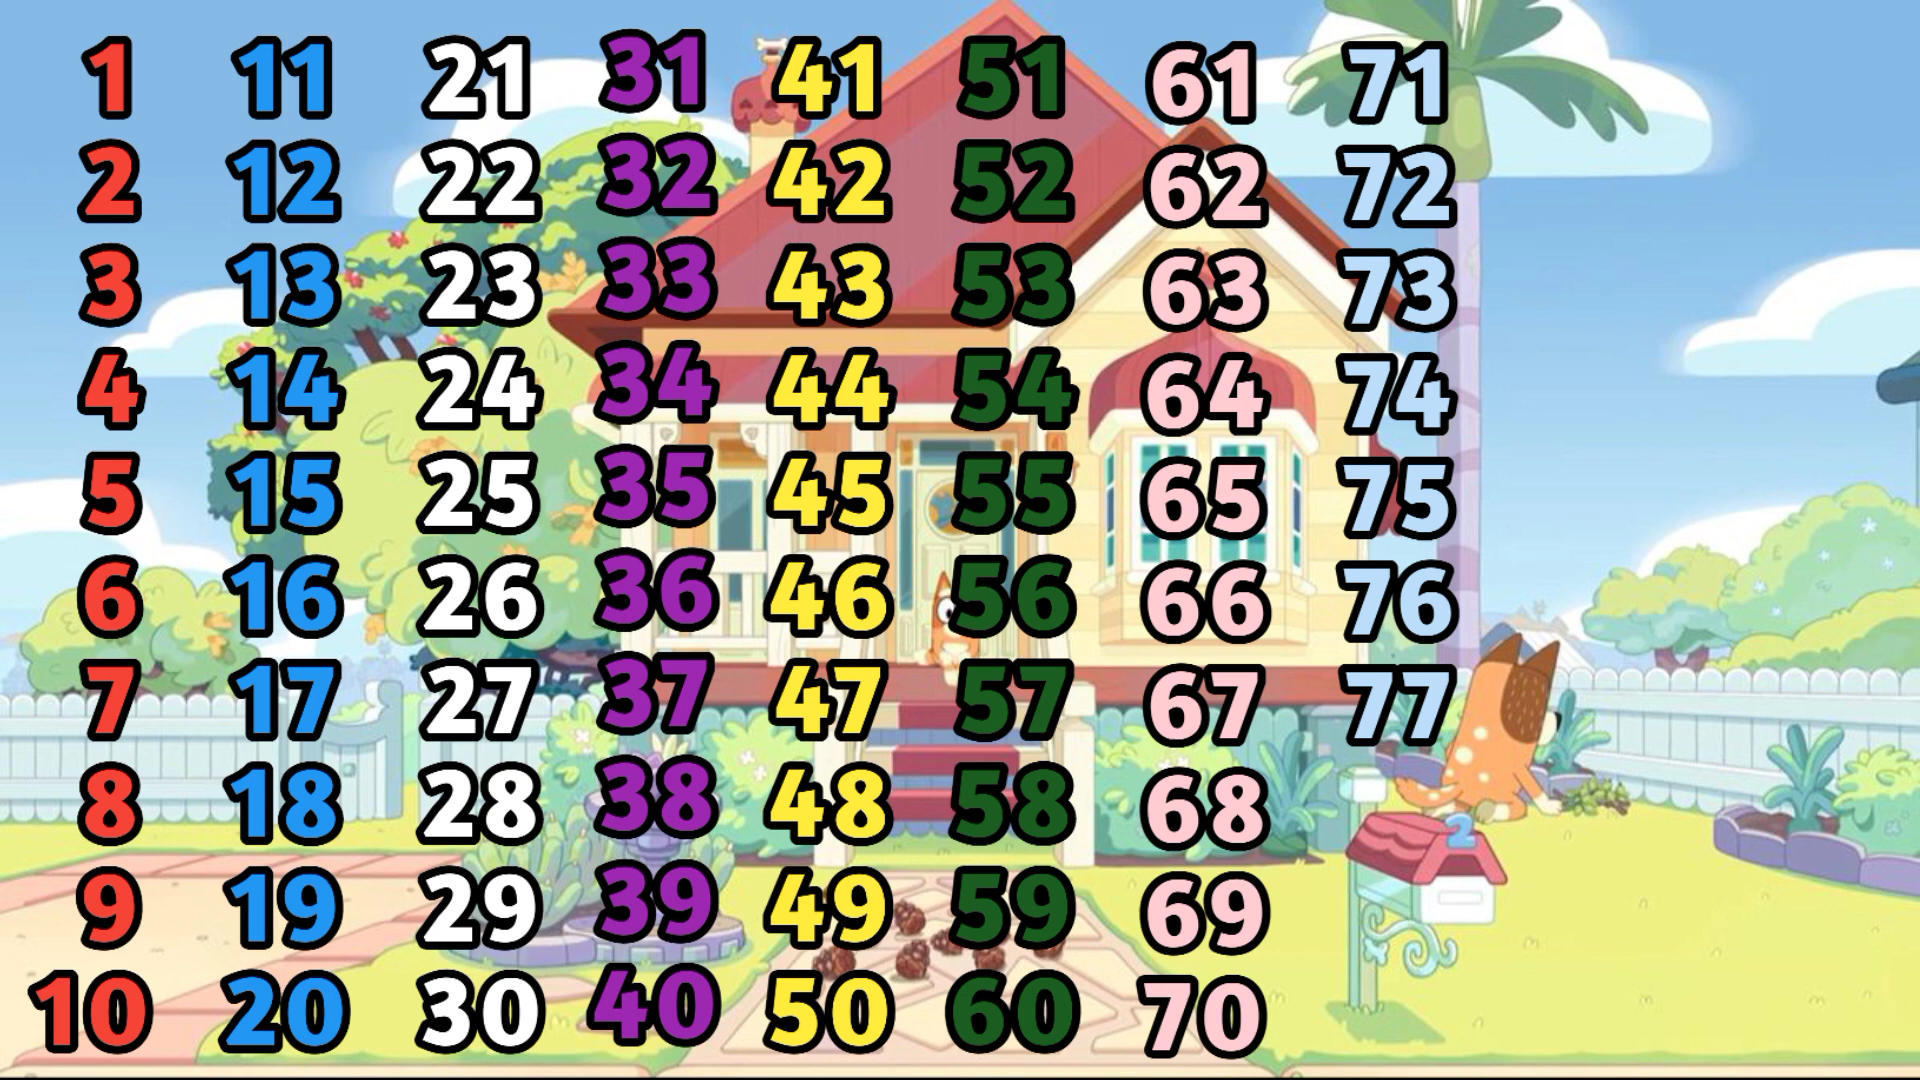 1 11 21 31 41 51 61 71
2 12 22 32 42 52 62 72
3 13 23 33 43 53 63 73
4 14 24 34 44 54 64 74
5 15 25 35 45 55 65 75
6 16 26 36 46 56 66 76
7 17 27 37 47 57 67 77
8 18 28 38 48 58 68
2
9 19 29 39 49 59 69
10 20 30 40 50 60 70